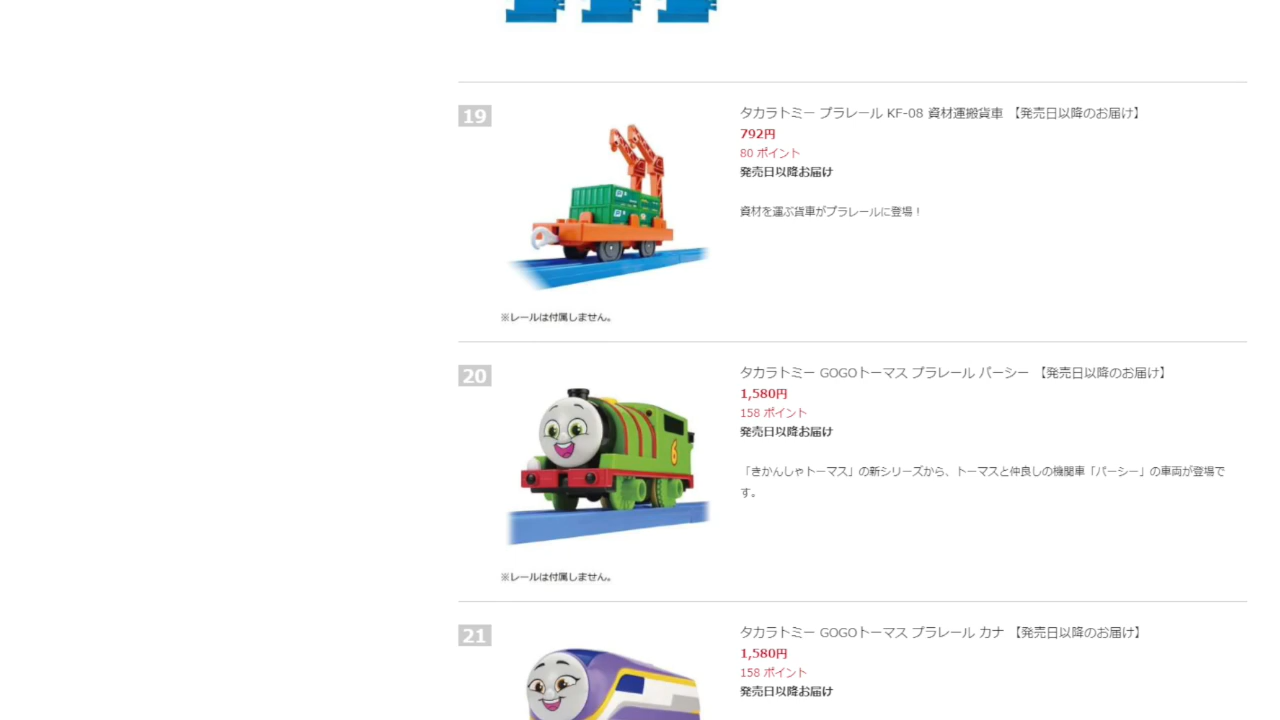 19
タカラトミー プラレール KF-08 資材運搬貨車 【発売日以降のお届け】
792円
80 ポイント
発売日以降お届け
資材を運ぶ貨車がプラレールに登場！
※レールは付属しません。
20
タカラトミー GOGOトーマス プラレール パーシー 【発売日以降のお届け】
1,580円
158 ポイント
発売日以降お届け
「きかんしゃトーマス」の新シリーズから、トーマスと仲良しの機関車「パーシー」の車両が登場で
す。
6
※レールは付属しません。
21
タカラトミー GOGOトーマス プラレール カナ 【発売日以降のお届け】
1,580円
158 ポイント
発売日以降お届け